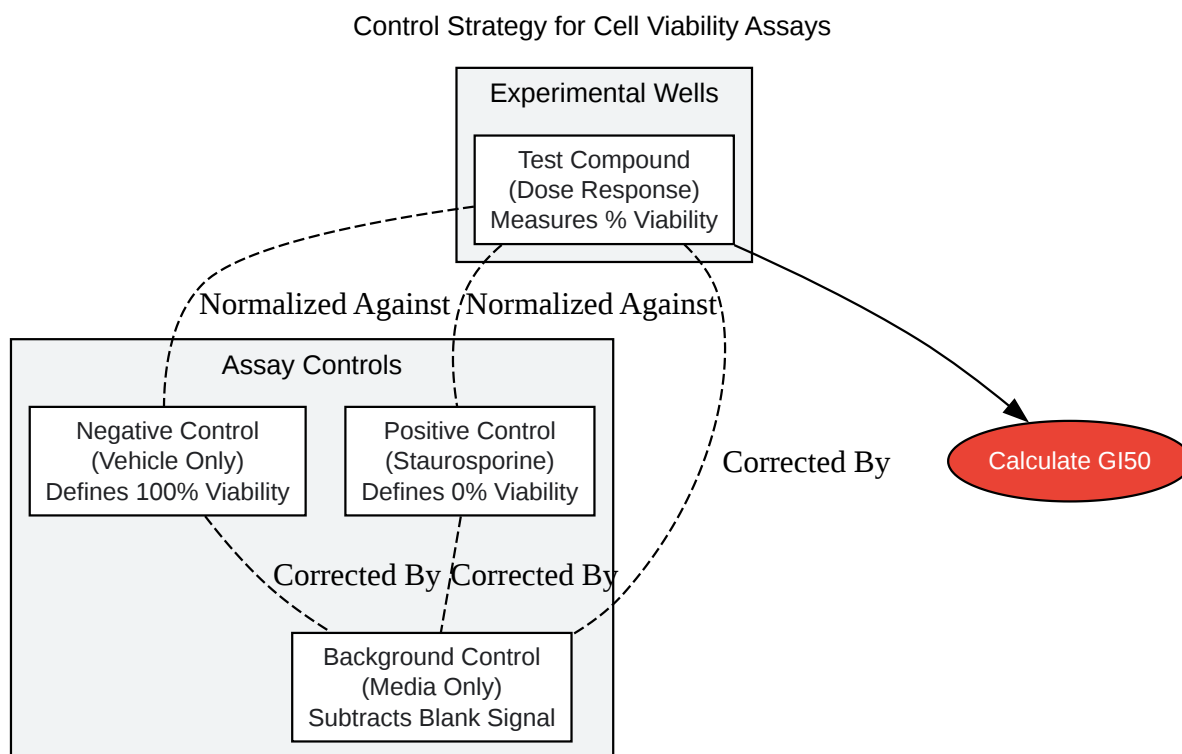 Control Strategy for Cell Viability Assays
Experimental Wells
Test Compound
(Dose Response)
Measures % Viability
Normalized Against
Normalized Against
Assay Controls
Negative Control
(Vehicle Only)
Defines 100% Viability
Positive Control
(Staurosporine)
Defines 0% Viability
Corrected By
Calculate GI50
Corrected By
Corrected By
Background Control
(Media Only)
Subtracts Blank Signal